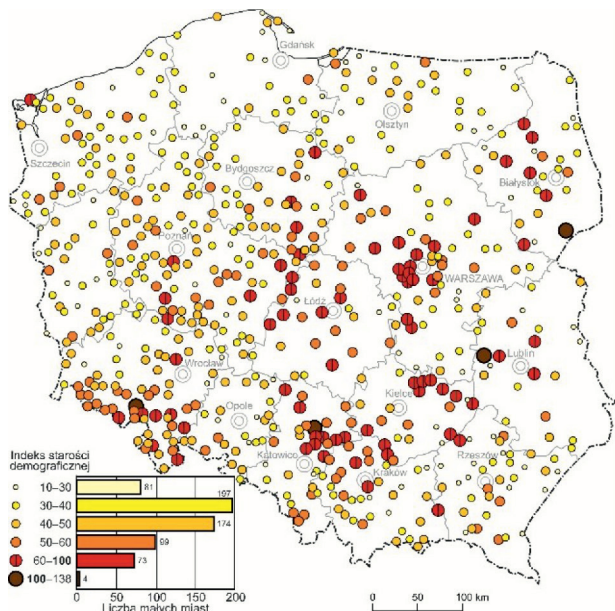 Gdańsk
Olsztyn
Szczecin
Bydgoszcz
Białystok
Poznań
WARSZAWA
Łódź
Wrocław
Lublin
Opole
Kielce
Katowice
Kraków
Rzeszów
Indeks starości
demograficznej
10–30 81
30–40 197
40–50 174
50–60 99
60–100 73
100–138 4
0 50 100 150 200
Liczba małych miast
0 50 100 km